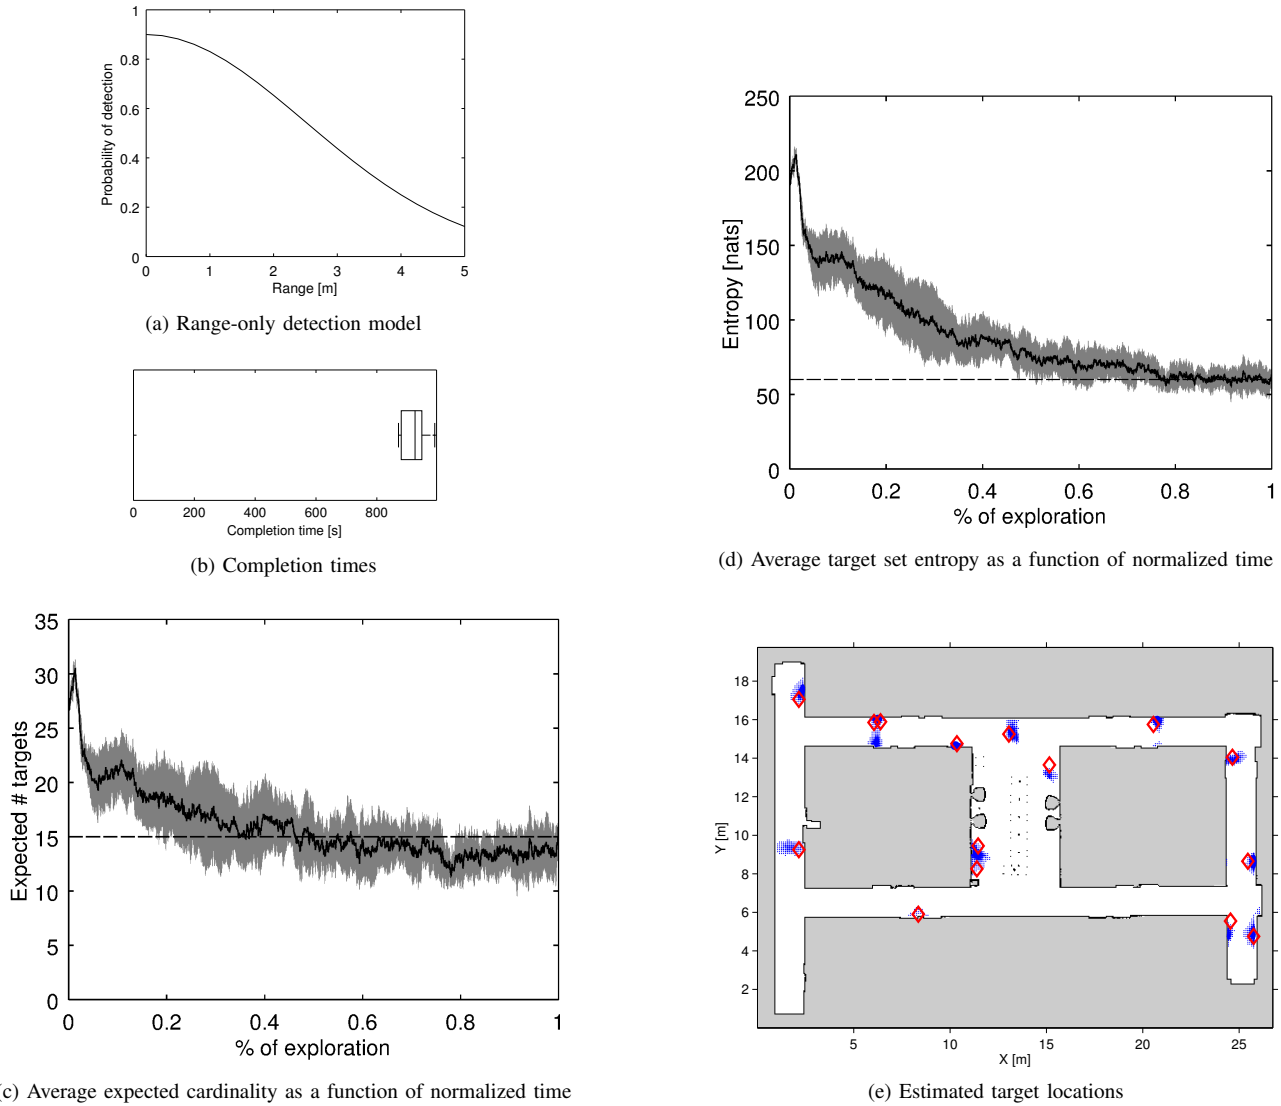 1
0.8
0.6
0.4
0.2
0
Probability of detection
0 1 2 3 4 5
Range [m]
(a) Range-only detection model
0 200 400 600 800
Completion time [s]
(b) Completion times
250
200
150
100
50
0
Entropy [nats]
0 0.2 0.4 0.6 0.8 1
% of exploration
(d) Average target set entropy as a function of normalized time
35
30
25
20
15
10
5
0
Expected # targets
0 0.2 0.4 0.6 0.8 1
% of exploration
(c) Average expected cardinality as a function of normalized time
18
16
14
12
10
8
6
4
2
Y [m]
5 10 15 20 25
X [m]
(e) Estimated target locations